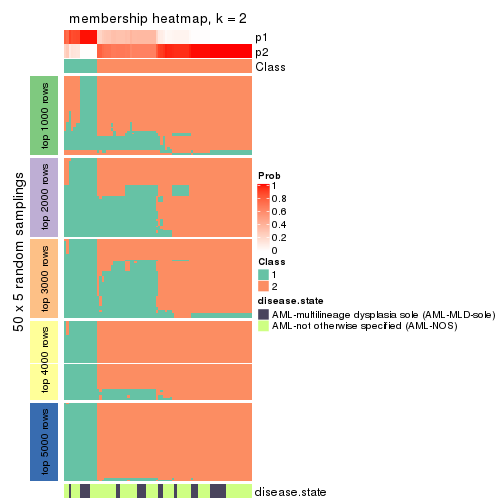 membership heatmap, k = 2
p1
p2
Class
50 x 5 random samplings
top 1000 rows
top 2000 rows
top 3000 rows
top 4000 rows
top 5000 rows
Prob
1
0.8
0.6
0.4
0.2
0
Class
1
2
disease.state
AML-multilineage dysplasia sole (AML-MLD-sole)
AML-not otherwise specified (AML-NOS)
disease.state